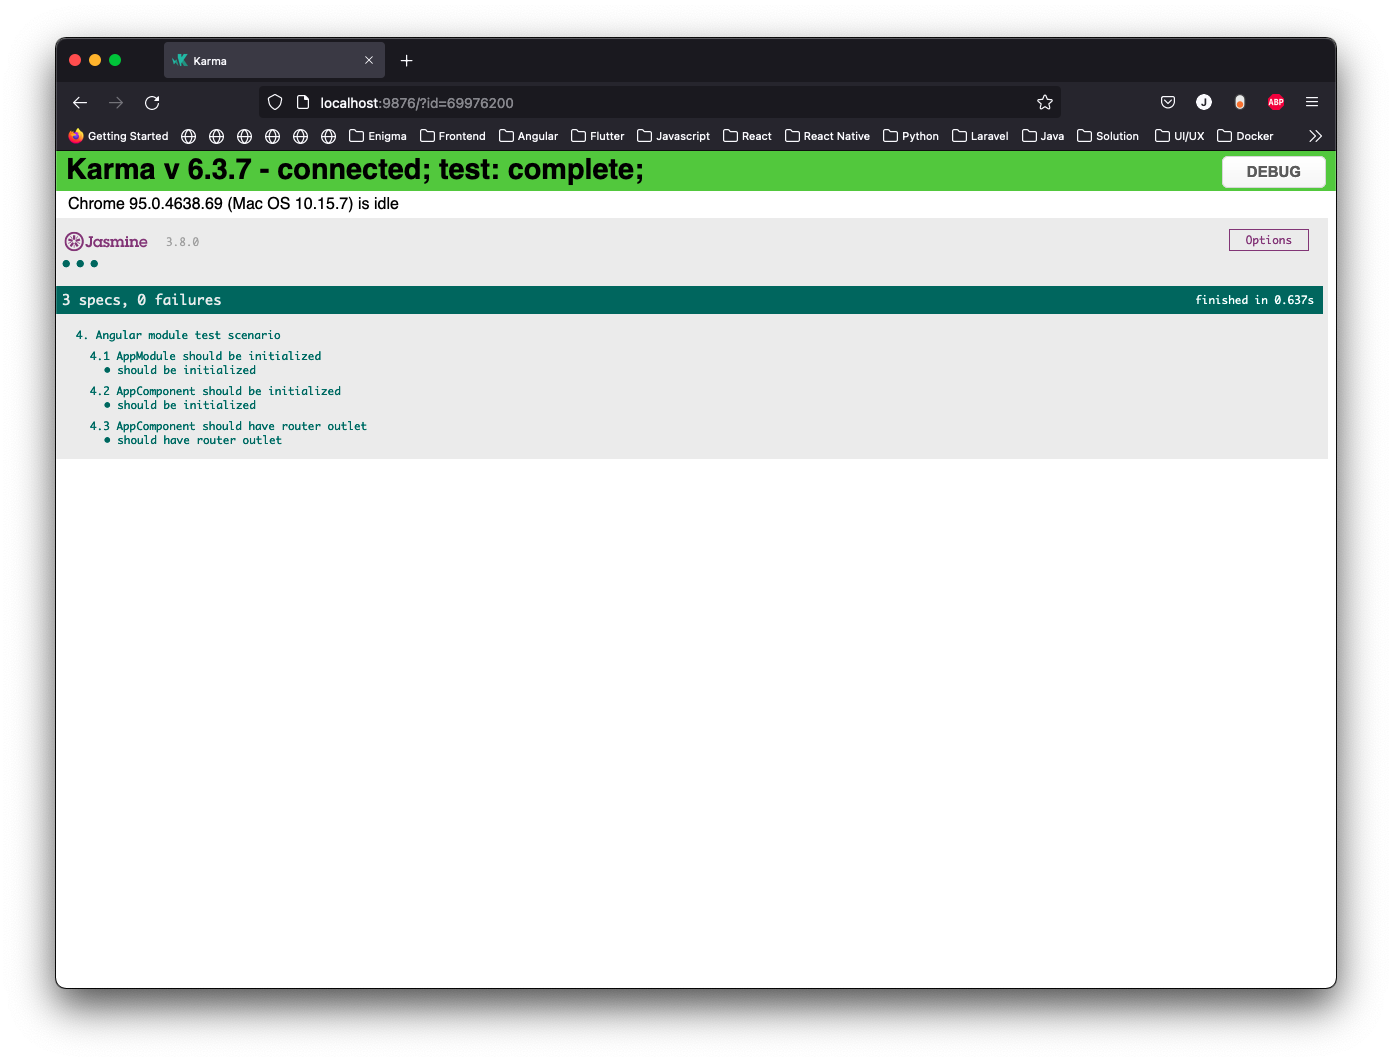 Karma
localhost:9876/?id=69976200
J
ABP
Getting Started Enigma Frontend Angular Flutter Javascript React React Native Python Laravel Java Solution UI/UX Docker
Karma v 6.3.7 - connected; test: complete;
DEBUG
Chrome 95.0.4638.69 (Mac OS 10.15.7) is idle
Jasmine 3.8.0
Options
3 specs, 0 failures
finished in 0.637s
4. Angular module test scenario
4.1 AppModule should be initialized
• should be initialized
4.2 AppComponent should be initialized
• should be initialized
4.3 AppComponent should have router outlet
• should have router outlet